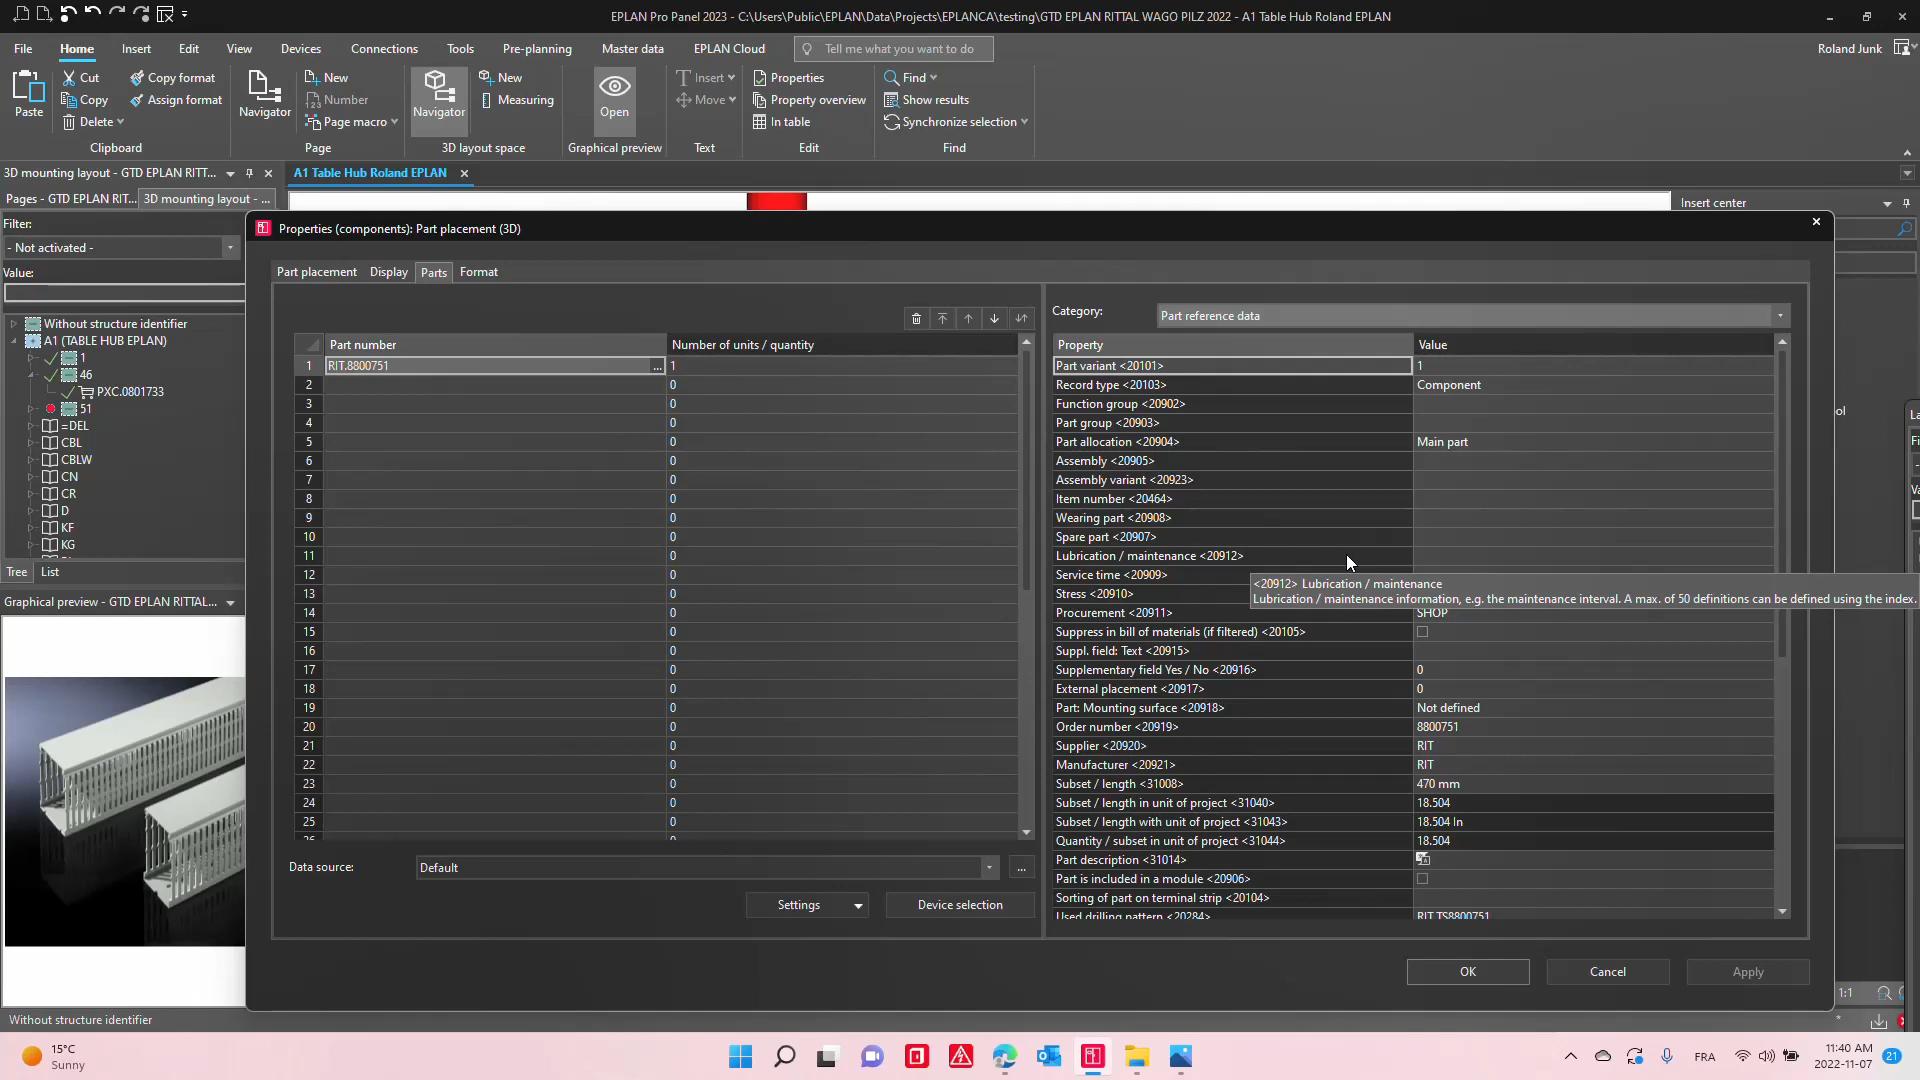 EPLAN Pro Panel 2023 - C:\Users\Public\EPLAN\Data\Projects\EPLANCA\testing\GTD EPLAN RITTAL WAGO PILZ 2022 - A1 Table Hub Roland EPLAN
File Home Insert Edit View Devices Connections Tools Pre-planning Master data EPLAN Cloud Tell me what you want to do Roland Junk
Paste
Cut
Copy
Delete
Copy format
Assign format
Clipboard
Navigator
New
Number
Page macro
Page
Navigator
New
Measuring
3D layout space
Open
Graphical preview
Insert
Move
Text
Properties
Property overview
In table
Edit
Find
Show results
Synchronize selection
Find
3D mounting layout - GTD EPLAN RITT...
A1 Table Hub Roland EPLAN
Pages - GTD EPLAN RIT...
3D mounting layout - ...
Insert center
Filter:
- Not activated -
Value:
Without structure identifier
A1 (TABLE HUB EPLAN)
1
46
PXC.0801733
51
=DEL
CBL
CBLW
CN
CR
D
KF
KG
Tree List
Graphical preview - GTD EPLAN RITTAL...
Without structure identifier
Properties (components): Part placement (3D)
Part placement Display Parts Format
Part number Number of units / quantity
1 RIT.8800751 ... 1
2 0
3 0
4 0
5 0
6 0
7 0
8 0
9 0
10 0
11 0
12 0
13 0
14 0
15 0
16 0
17 0
18 0
19 0
20 0
21 0
22 0
23 0
24 0
25 0
26 0
Data source: Default ...
Settings Device selection
Category: Part reference data
Property Value
Part variant <20101> 1
Record type <20103> Component
Function group <20902>
Part group <20903>
Part allocation <20904> Main part
Assembly <20905>
Assembly variant <20923>
Item number <20464>
Wearing part <20908>
Spare part <20907>
Lubrication / maintenance <20912>
Service time <20909>
<20912> Lubrication / maintenance
Stress <20910>
Lubrication / maintenance information, e.g. the maintenance interval. A max. of 50 definitions can be defined using the index.
Procurement <20911> SHOP
Suppress in bill of materials (if filtered) <20105>
Suppl. field: Text <20915>
Supplementary field Yes / No <20916> 0
External placement <20917> 0
Part: Mounting surface <20918> Not defined
Order number <20919> 8800751
Supplier <20920> RIT
Manufacturer <20921> RIT
Subset / length <31008> 470 mm
Subset / length in unit of project <31040> 18.504
Subset / length with unit of project <31043> 18.504 In
Quantity / subset in unit of project <31044> 18.504
Part description <31014>
Part is included in a module <20906>
Sorting of part on terminal strip <20104>
Used drilling pattern <20284> RIT.TS8800751
OK Cancel Apply
ol
La
Fi
-
Va
1:1
15°C
Sunny
FRA
11:40 AM
2022-11-07
21